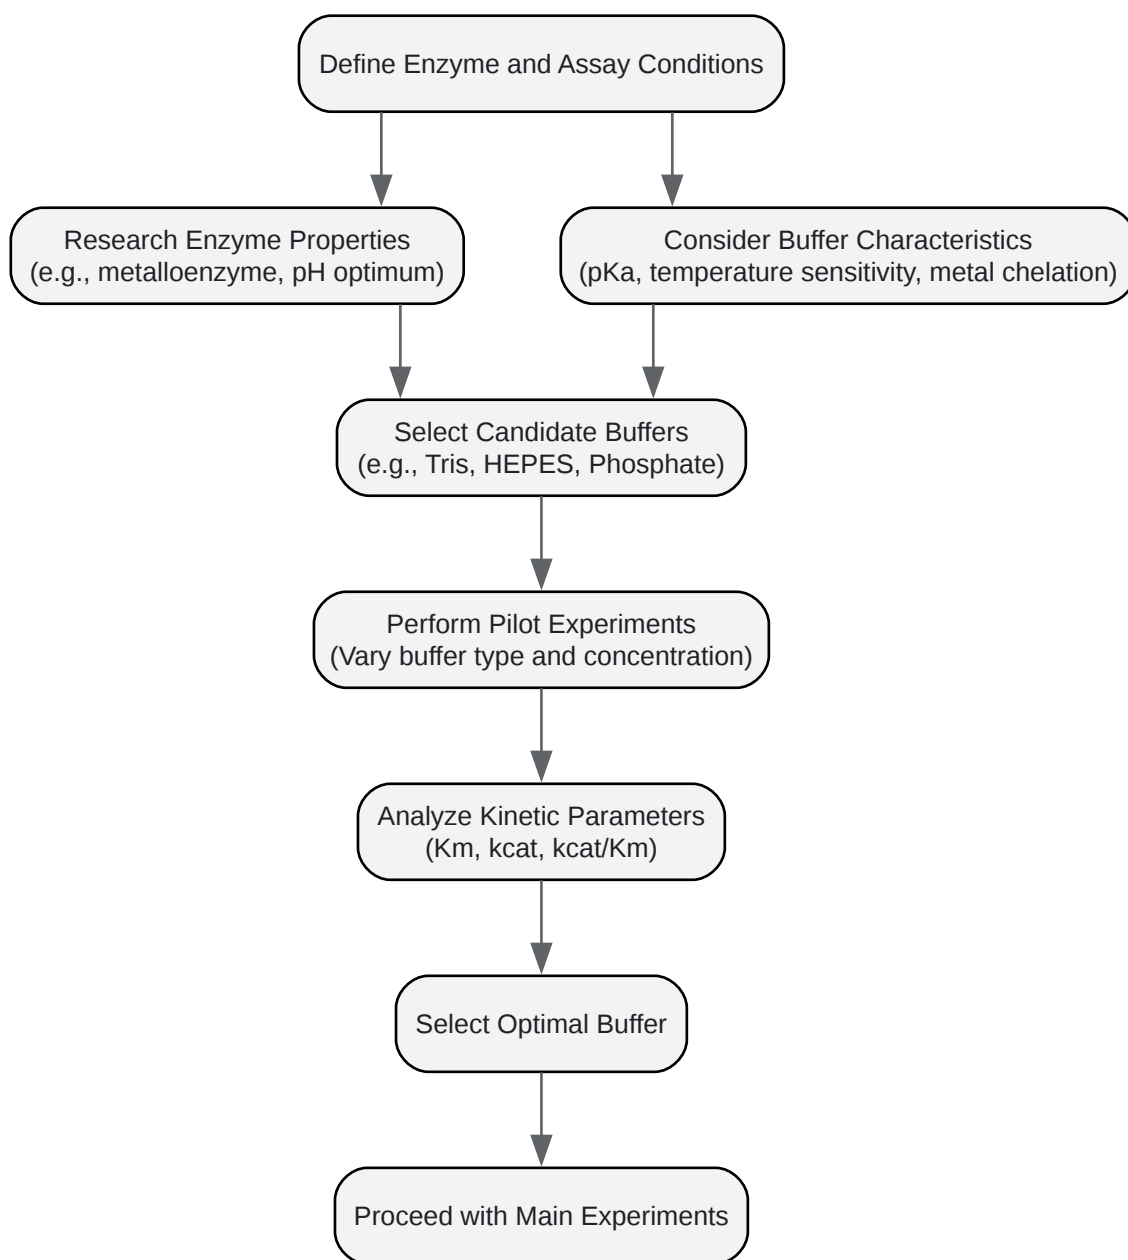 Define Enzyme and Assay Conditions
Research Enzyme Properties
(e.g., metalloenzyme, pH optimum)
Consider Buffer Characteristics
(pKa, temperature sensitivity, metal chelation)
Select Candidate Buffers
(e.g., Tris, HEPES, Phosphate)
Perform Pilot Experiments
(Vary buffer type and concentration)
Analyze Kinetic Parameters
(Km, kcat, kcat/Km)
Select Optimal Buffer
Proceed with Main Experiments